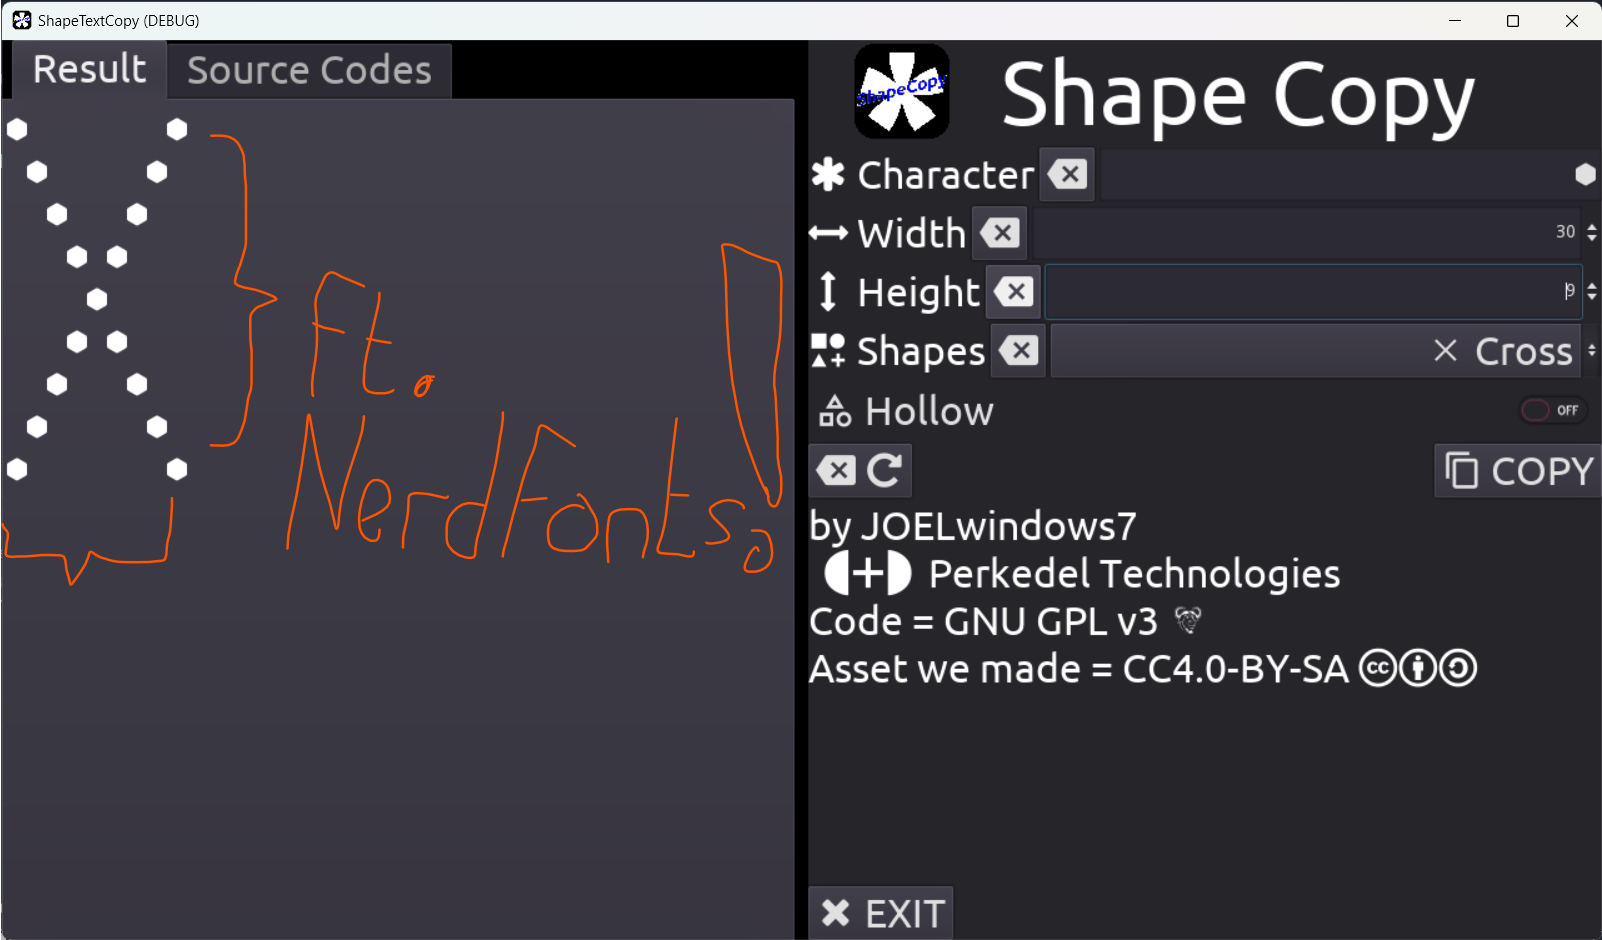 ShapeTextCopy (DEBUG)
Result
Source Codes
ShapeCopy
Shape Copy
Character
Width
30
Height
9
Shapes
Cross
Hollow
OFF
COPY
by JOELwindows7
Perkedel Technologies
Code = GNU GPL v3
Asset we made = CC4.0-BY-SA
cc
EXIT
Ft.
NerdFonts!